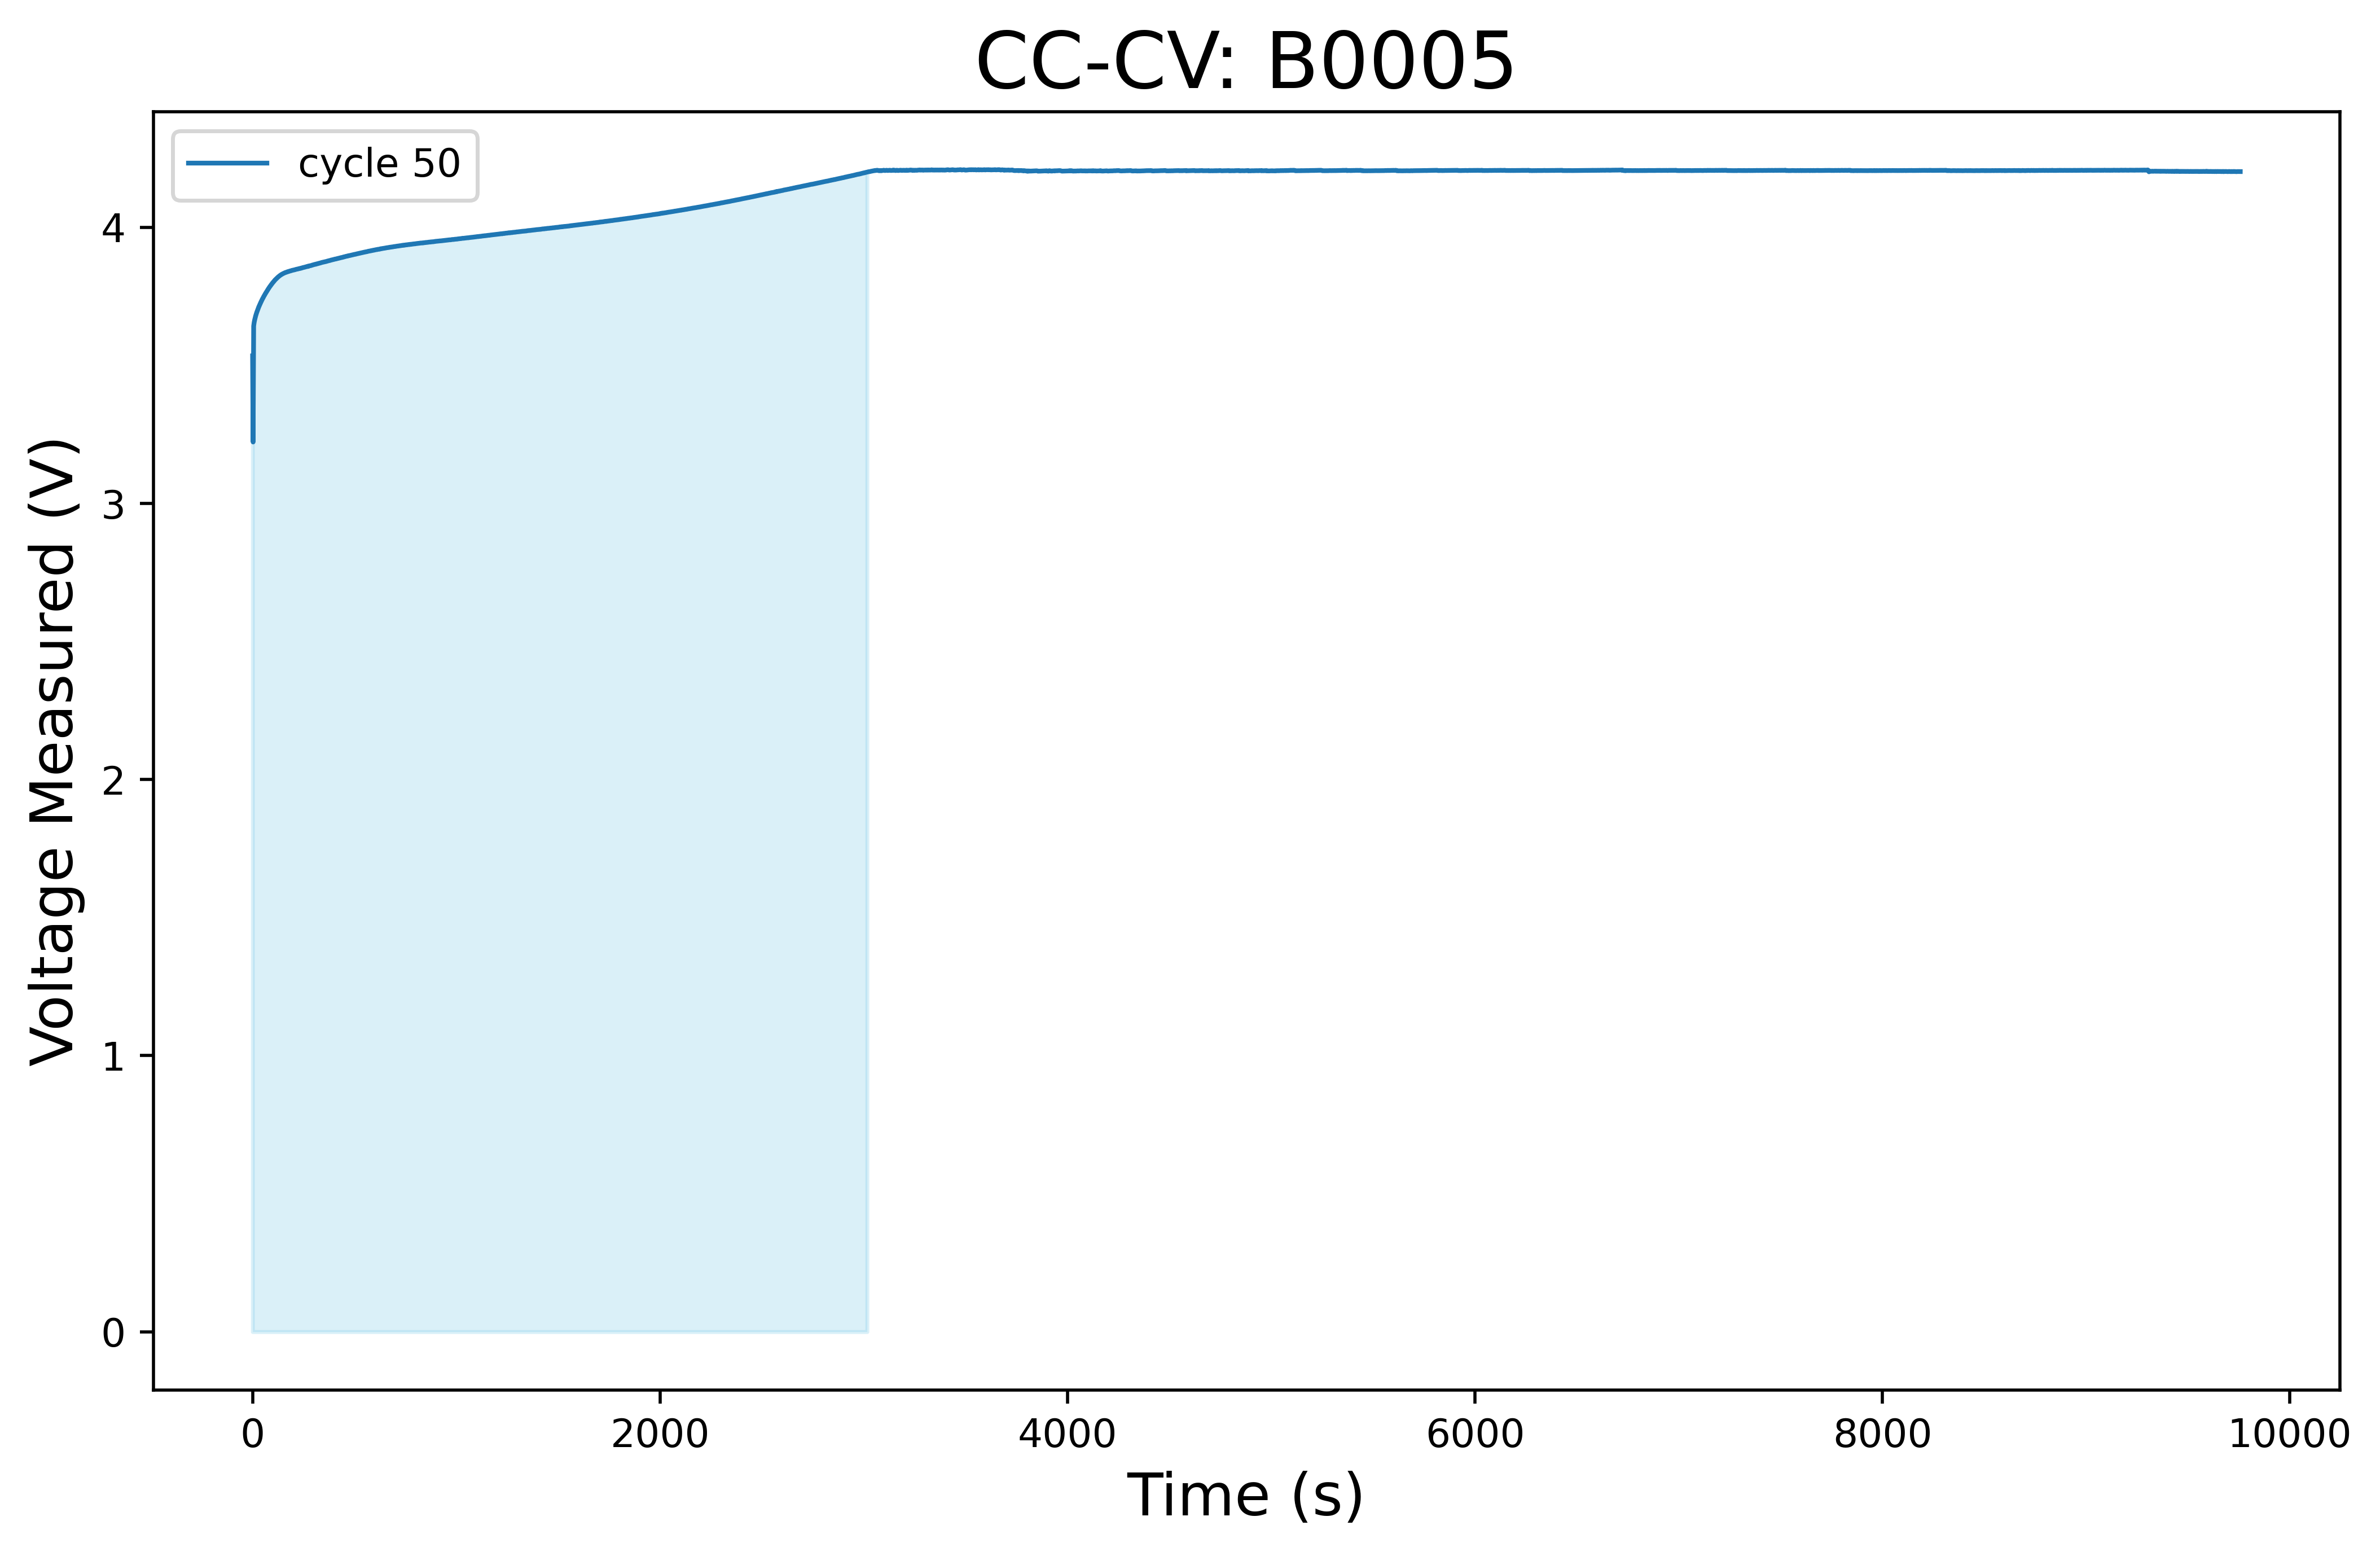 CC-CV: B0005
cycle 50
Voltage Measured (V)
4
3
2
1
0
0 2000 4000 6000 8000 10000
Time (s)